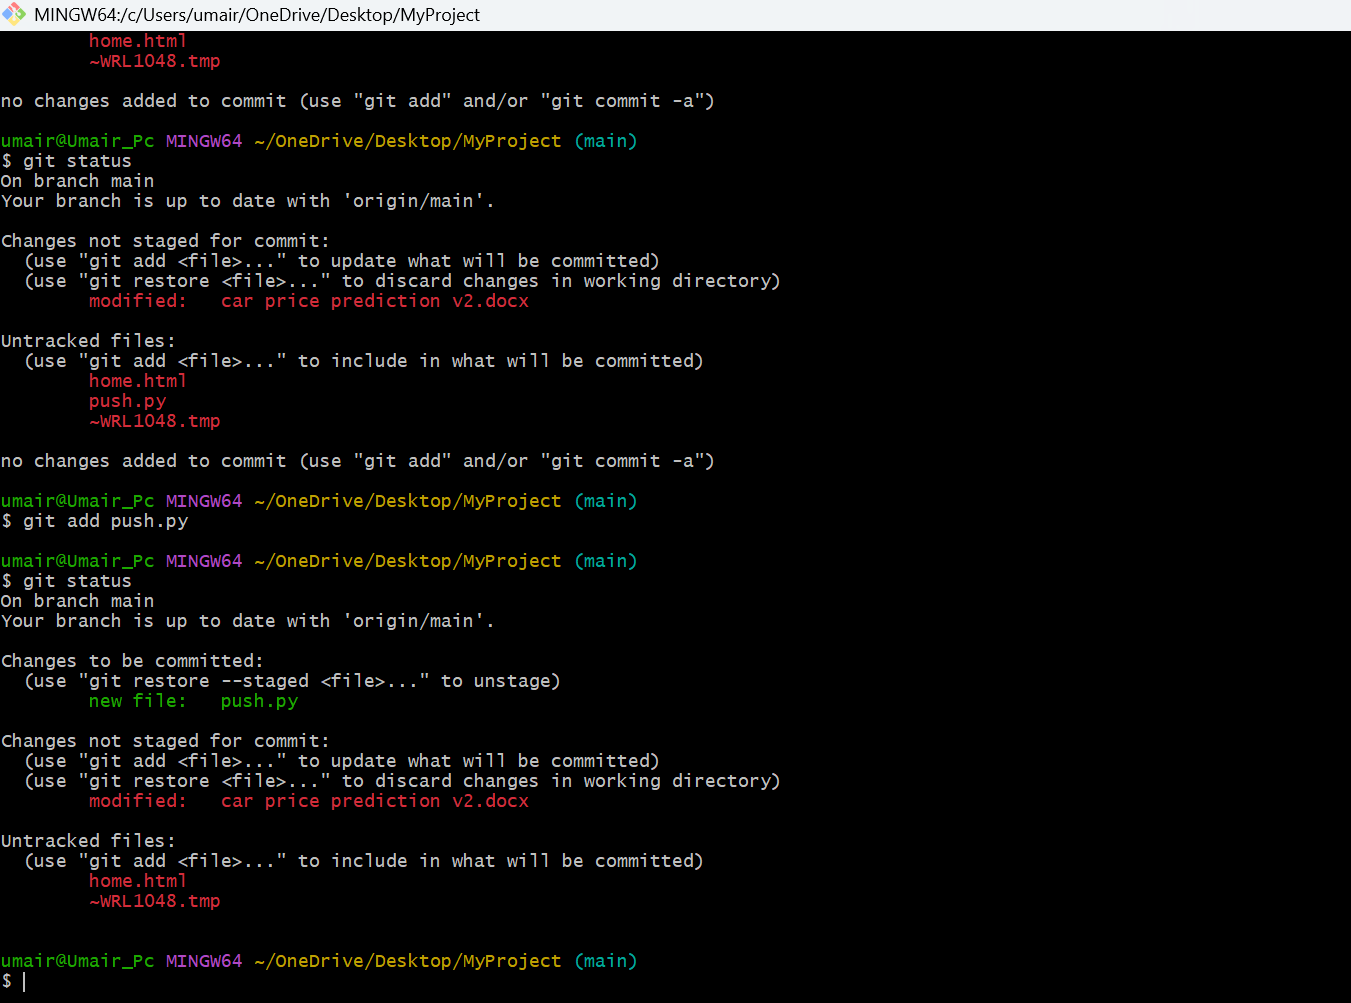 MINGW64:/c/Users/umair/OneDrive/Desktop/MyProject
home.html
~WRL1048.tmp
no changes added to commit (use "git add" and/or "git commit -a")
umair@Umair_Pc MINGW64 ~/OneDrive/Desktop/MyProject (main)
$ git status
On branch main
Your branch is up to date with 'origin/main'.
Changes not staged for commit:
(use "git add <file>..." to update what will be committed)
(use "git restore <file>..." to discard changes in working directory)
modified:   car price prediction v2.docx
Untracked files:
(use "git add <file>..." to include in what will be committed)
home.html
push.py
~WRL1048.tmp
no changes added to commit (use "git add" and/or "git commit -a")
umair@Umair_Pc MINGW64 ~/OneDrive/Desktop/MyProject (main)
$ git add push.py
umair@Umair_Pc MINGW64 ~/OneDrive/Desktop/MyProject (main)
$ git status
On branch main
Your branch is up to date with 'origin/main'.
Changes to be committed:
(use "git restore --staged <file>..." to unstage)
new file:   push.py
Changes not staged for commit:
(use "git add <file>..." to update what will be committed)
(use "git restore <file>..." to discard changes in working directory)
modified:   car price prediction v2.docx
Untracked files:
(use "git add <file>..." to include in what will be committed)
home.html
~WRL1048.tmp
umair@Umair_Pc MINGW64 ~/OneDrive/Desktop/MyProject (main)
$